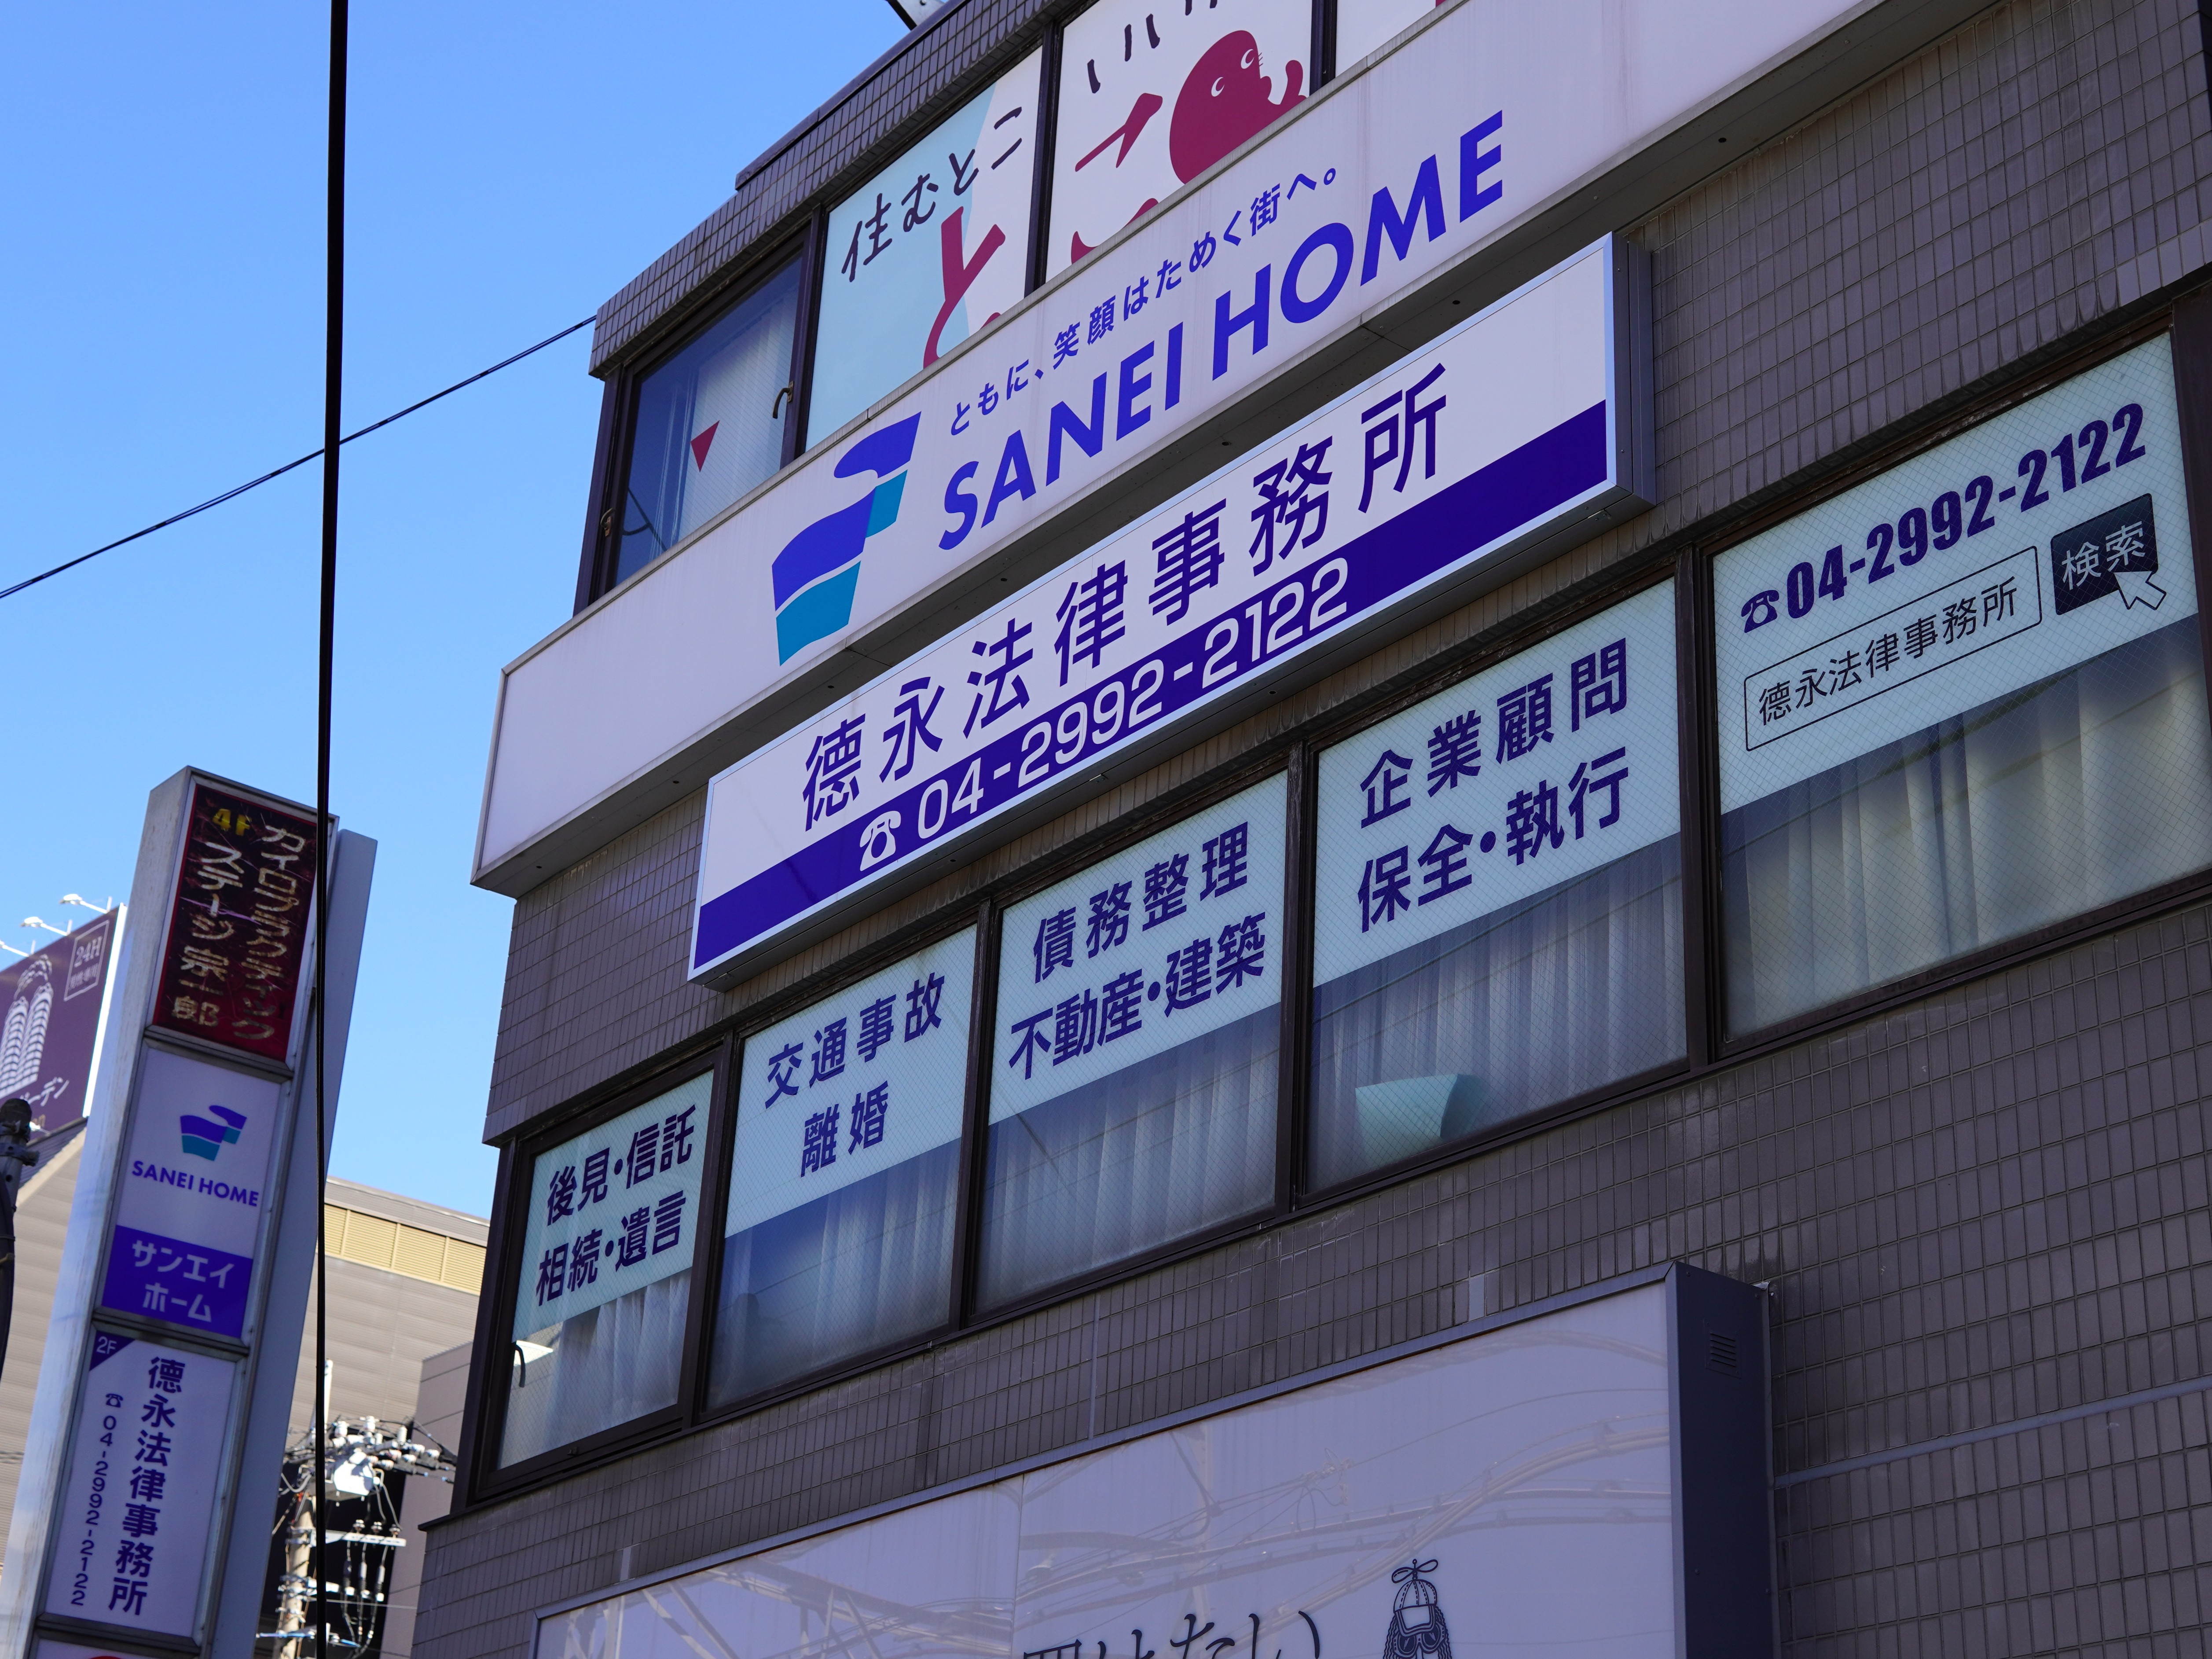 住むとこ
ともに、笑顔はためく街へ。
SANEI HOME
德永法律事務所
☎04-2992-2122
☎04-2992-2122
德永法律事務所 検索
企業顧問
保全・執行
債務整理
不動産・建築
交通事故
離婚
後見・信託
相続・遺言
4F
カイロプラクティック
ステージ宗一郎
SANEI HOME
サンエイ
ホーム
2F
德永法律事務所
☎04-2992-2122
24H